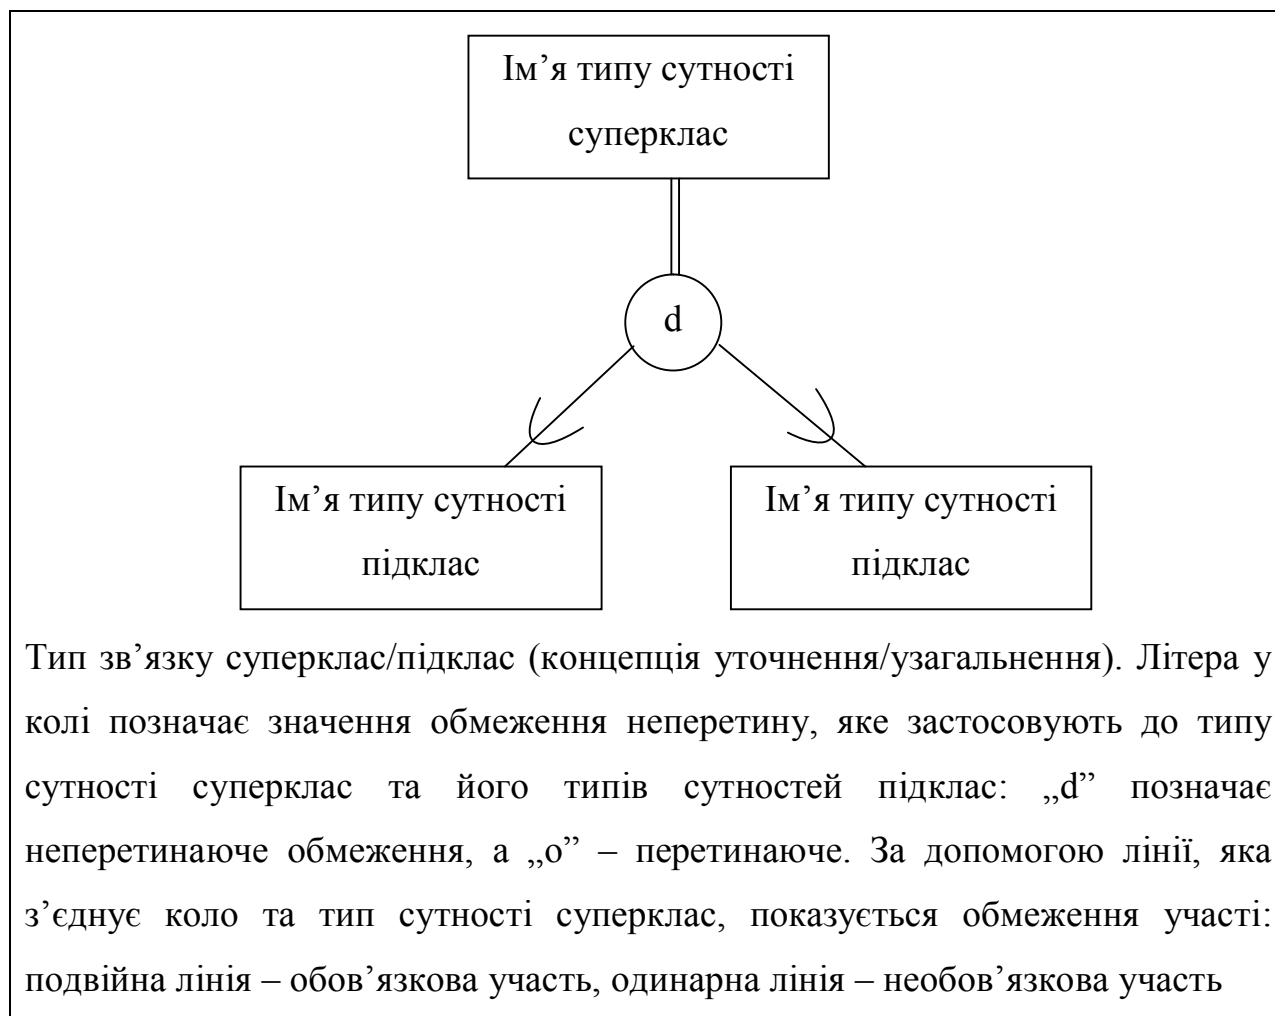 Ім’я типу сутності
суперклас
d
Ім’я типу сутності
підклас
Ім’я типу сутності
підклас
Тип зв’язку суперклас/підклас (концепція уточнення/узагальнення). Літера у
колі позначає значення обмеження неперетину, яке застосовують до типу
сутності суперклас та його типів сутностей підклас: „d” позначає
неперетинаюче обмеження, а „o” – перетинаюче. За допомогою лінії, яка
з’єднує коло та тип сутності суперклас, показується обмеження участі:
подвійна лінія – обов’язкова участь, одинарна лінія – необов’язкова участь